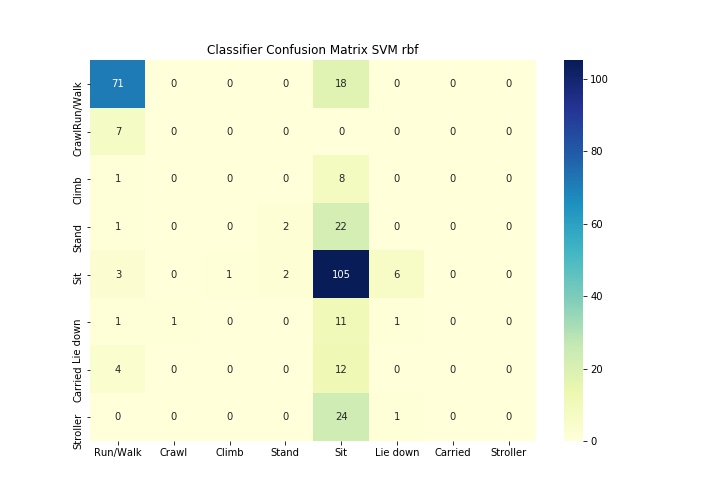 Classifier Confusion Matrix SVM rbf
Run/Walk 71 0 0 0 18 0 0 0
Crawl 7 0 0 0 0 0 0 0
Climb 1 0 0 0 8 0 0 0
Stand 1 0 0 2 22 0 0 0
Sit 3 0 1 2 105 6 0 0
Lie down 1 1 0 0 11 1 0 0
Carried 4 0 0 0 12 0 0 0
Stroller 0 0 0 0 24 1 0 0
Run/Walk Crawl Climb Stand Sit Lie down Carried Stroller
100
80
60
40
20
0